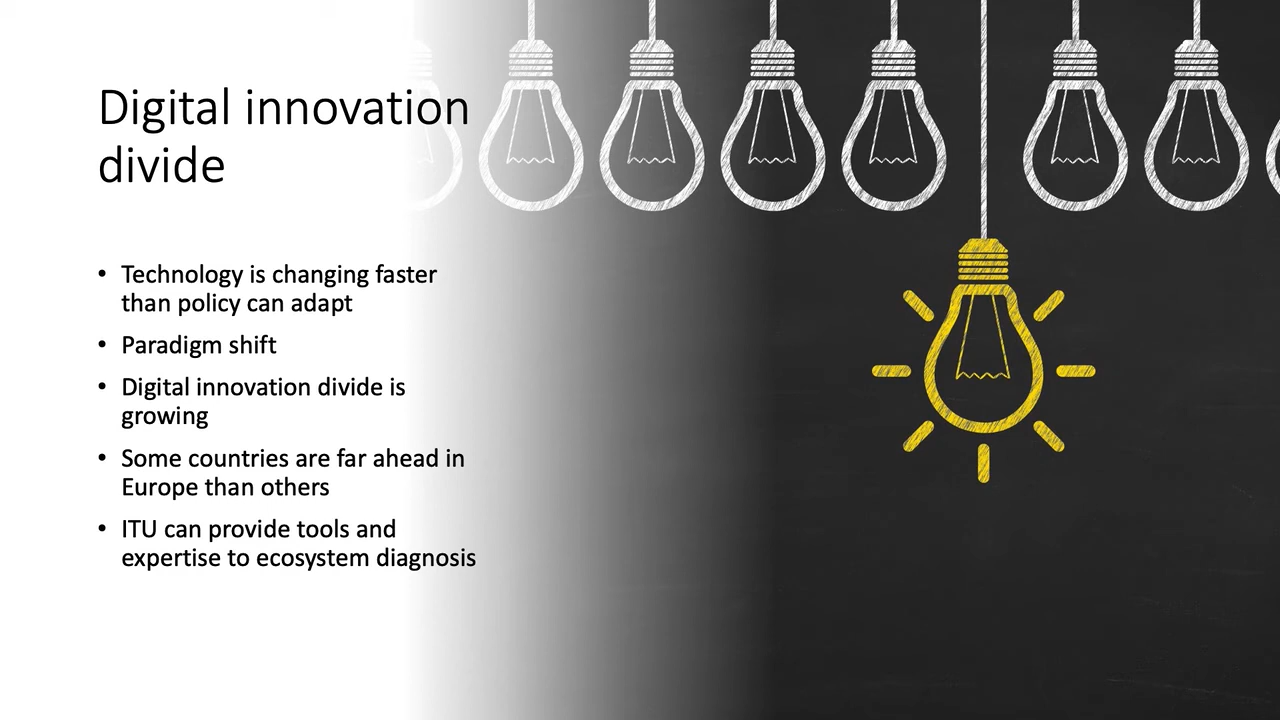 Digital innovation
divide
• Technology is changing faster
than policy can adapt
• Paradigm shift
• Digital innovation divide is
growing
• Some countries are far ahead in
Europe than others
• ITU can provide tools and
expertise to ecosystem diagnosis